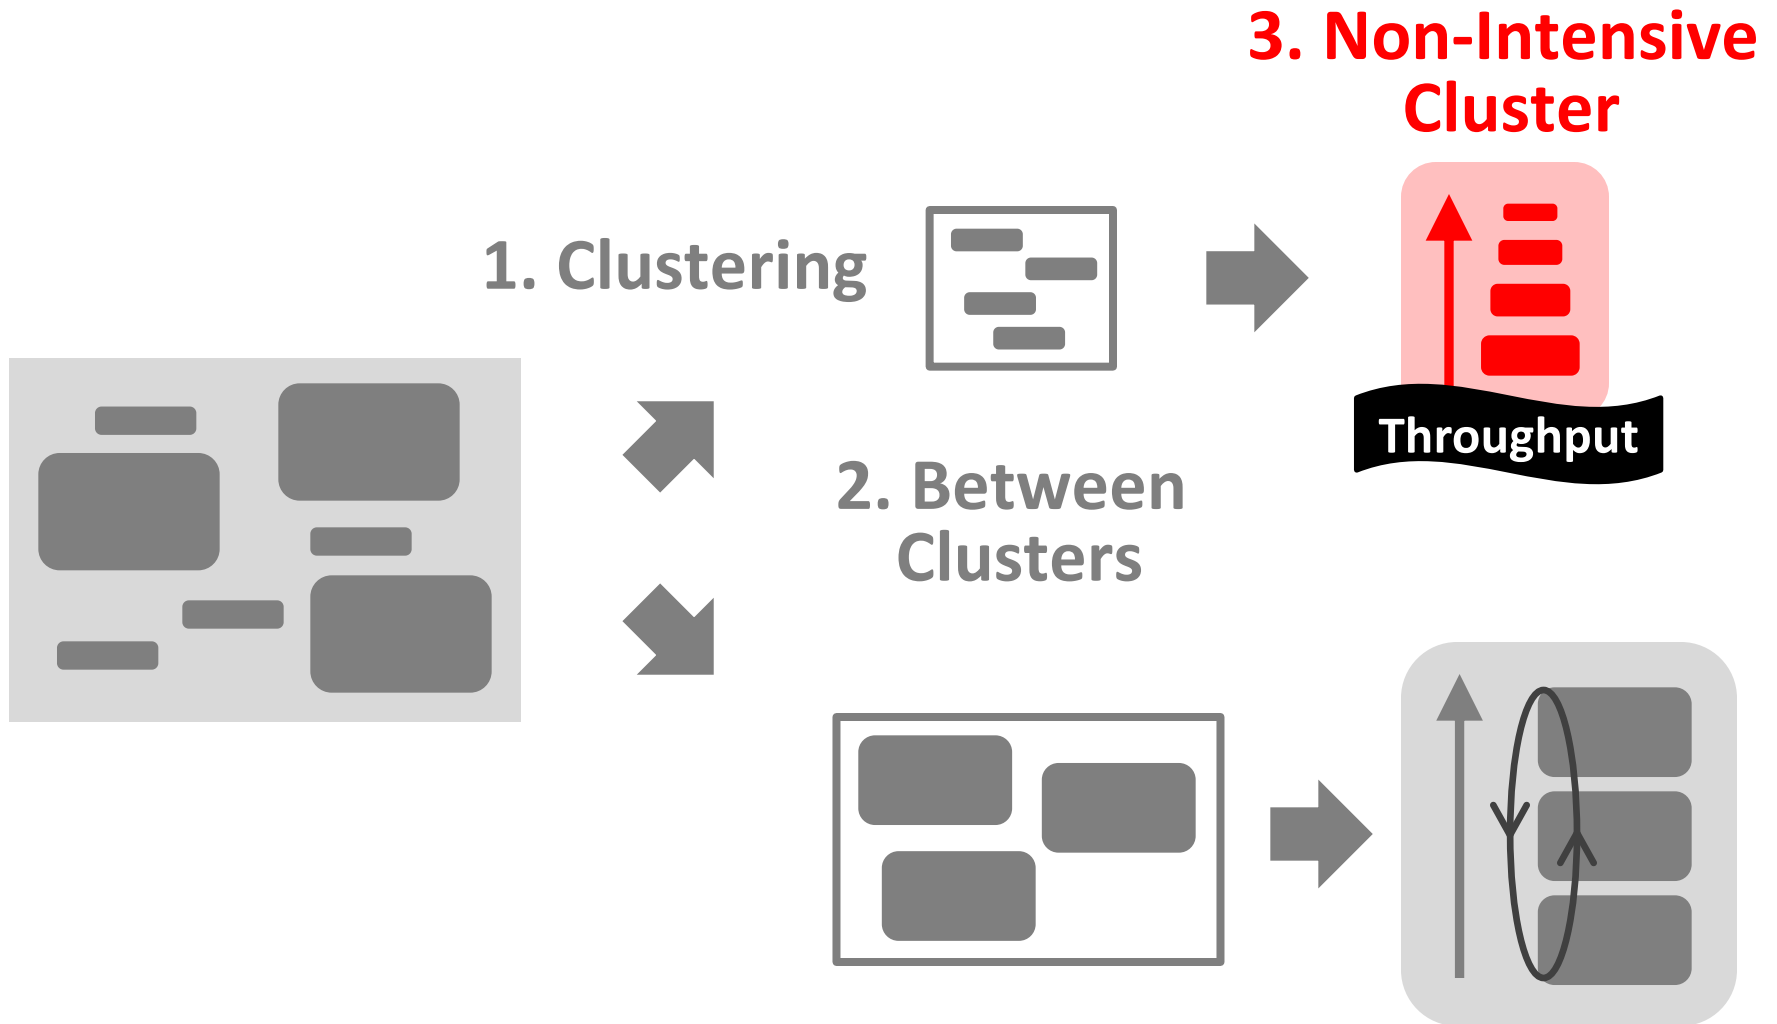 3. Non-Intensive
Cluster
1. Clustering
Throughput
2. Between
Clusters